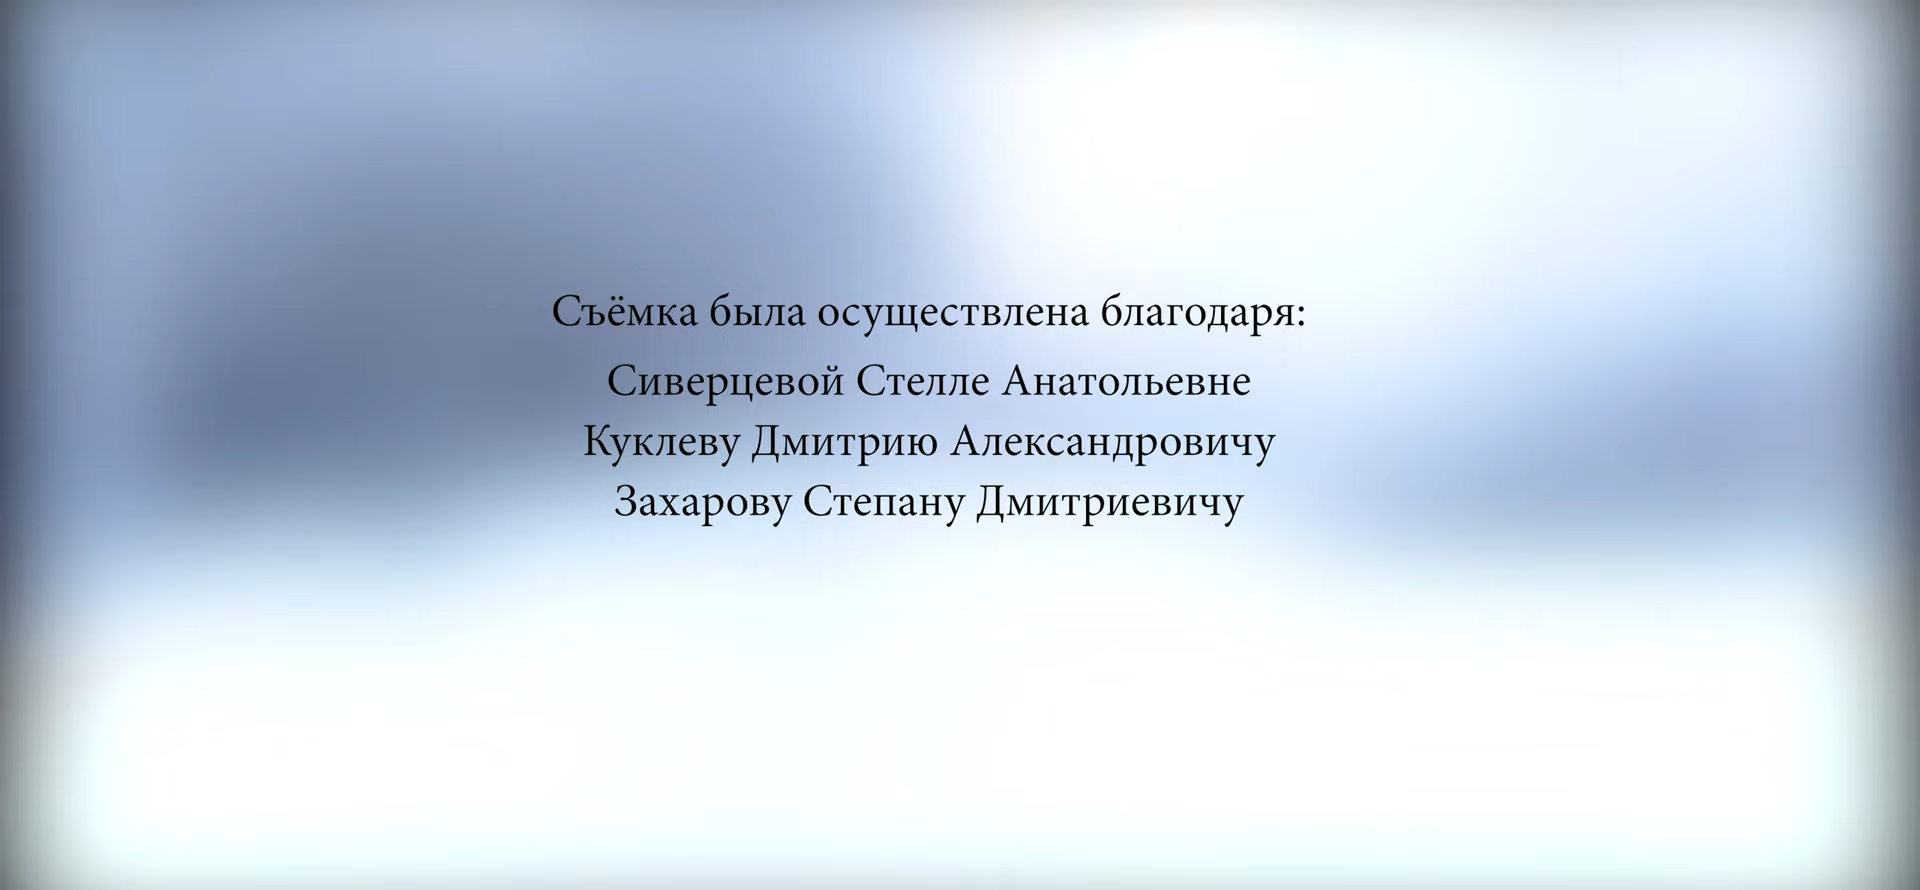 Съёмка была осуществлена благодаря:
Сиверцевой Стелле Анатольевне
Куклеву Дмитрию Александровичу
Захарову Степану Дмитриевичу